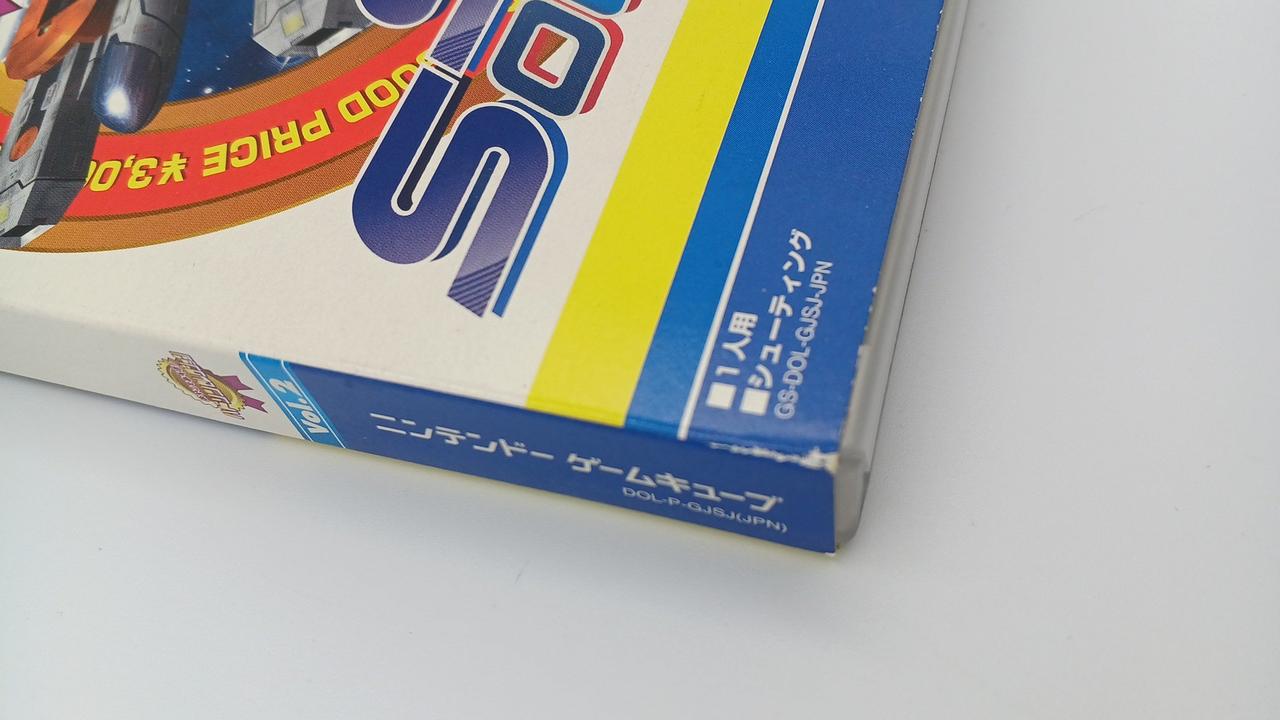 GOOD PRICE ¥3,0
■1人用
■シューティング
GS-DOL-GJSJ-JPN
Vol.2
ニンテンドー ゲームキューブ
DOL-P-GJSJ(JPN)